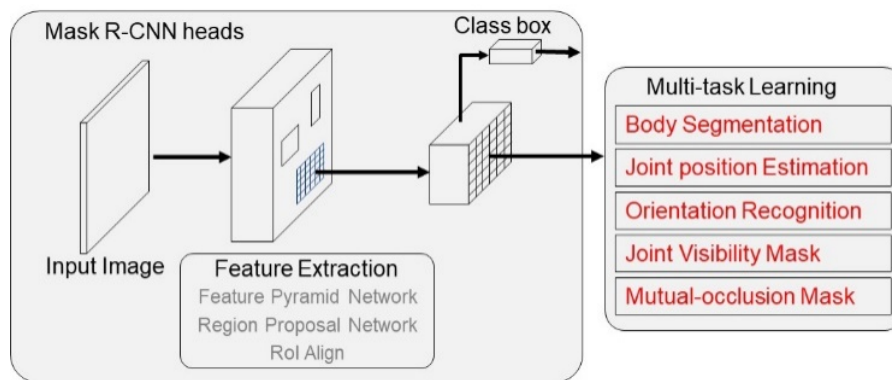 Mask R-CNN heads
Class box
Input Image
Feature Extraction
Feature Pyramid Network
Region Proposal Network
RoI Align
Multi-task Learning
Body Segmentation
Joint position Estimation
Orientation Recognition
Joint Visibility Mask
Mutual-occlusion Mask